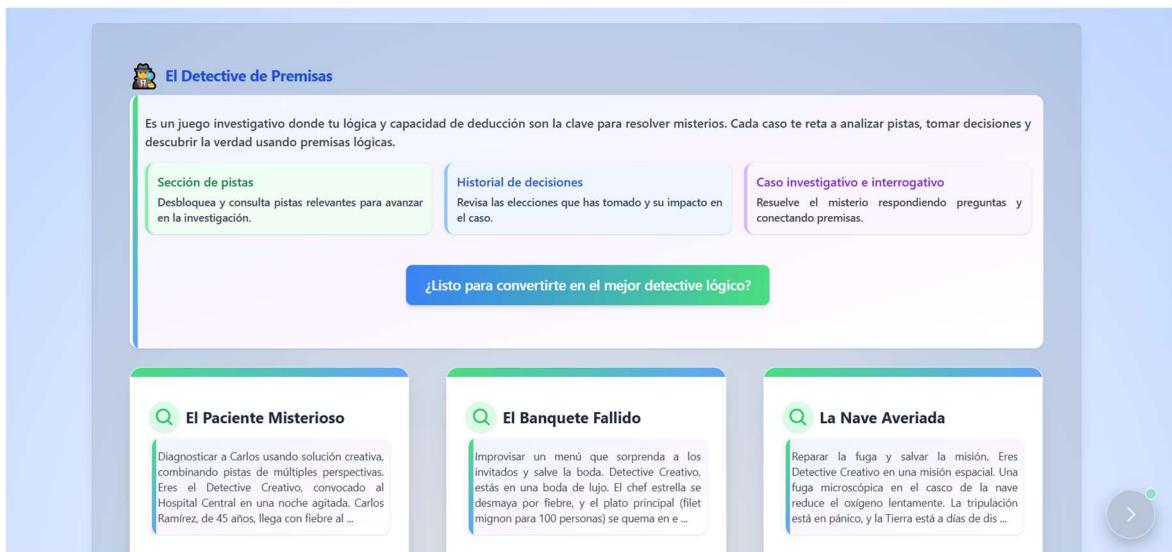 El Detective de Premisas
Es un juego investigativo donde tu lógica y capacidad de deducción son la clave para resolver misterios. Cada caso te reta a analizar pistas, tomar decisiones y
descubrir la verdad usando premisas lógicas.
Sección de pistas
Desbloquea y consulta pistas relevantes para avanzar
en la investigación.
Historial de decisiones
Revisa las elecciones que has tomado y su impacto en
el caso.
Caso investigativo e interrogativo
Resuelve el misterio respondiendo preguntas y
conectando premisas.
¿Listo para convertirte en el mejor detective lógico?
El Paciente Misterioso
Diagnosticar a Carlos usando solución creativa,
combinando pistas de múltiples perspectivas.
Eres el Detective Creativo, convocado al
Hospital Central en una noche agitada. Carlos
Ramírez, de 45 años, llega con fiebre al ...
El Banquete Fallido
Improvisar un menú que sorprenda a los
invitados y salve la boda. Detective Creativo,
estás en una boda de lujo. El chef estrella se
desmaya por fiebre, y el plato principal (filet
mignon para 100 personas) se quema en e ...
La Nave Averiada
Reparar la fuga y salvar la misión. Eres
Detective Creativo en una misión espacial. Una
fuga microscópica en el casco de la nave
reduce el oxígeno lentamente. La tripulación
está en pánico, y la Tierra está a días de dis ...